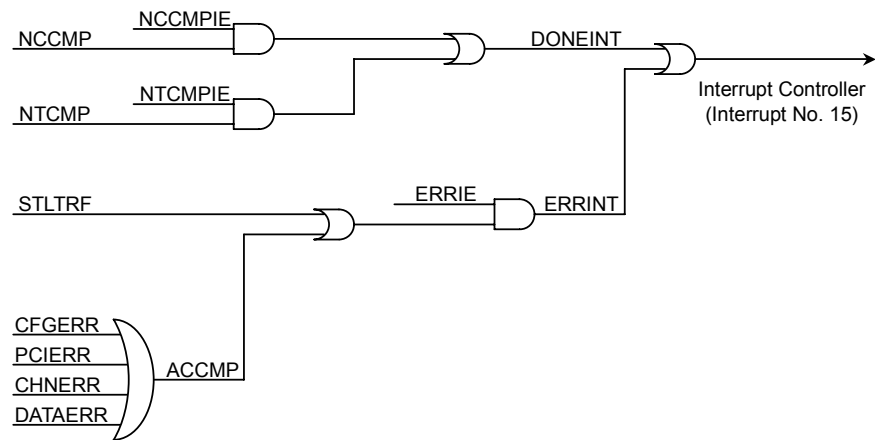 NCCMPIE
NCCMP
DONEINT
Interrupt Controller
(Interrupt No. 15)
NTCMPIE
NTCMP
ERRIE
STLTRF
ERRINT
CFGERR
PCIERR
ACCMP
CHNERR
DATAERR